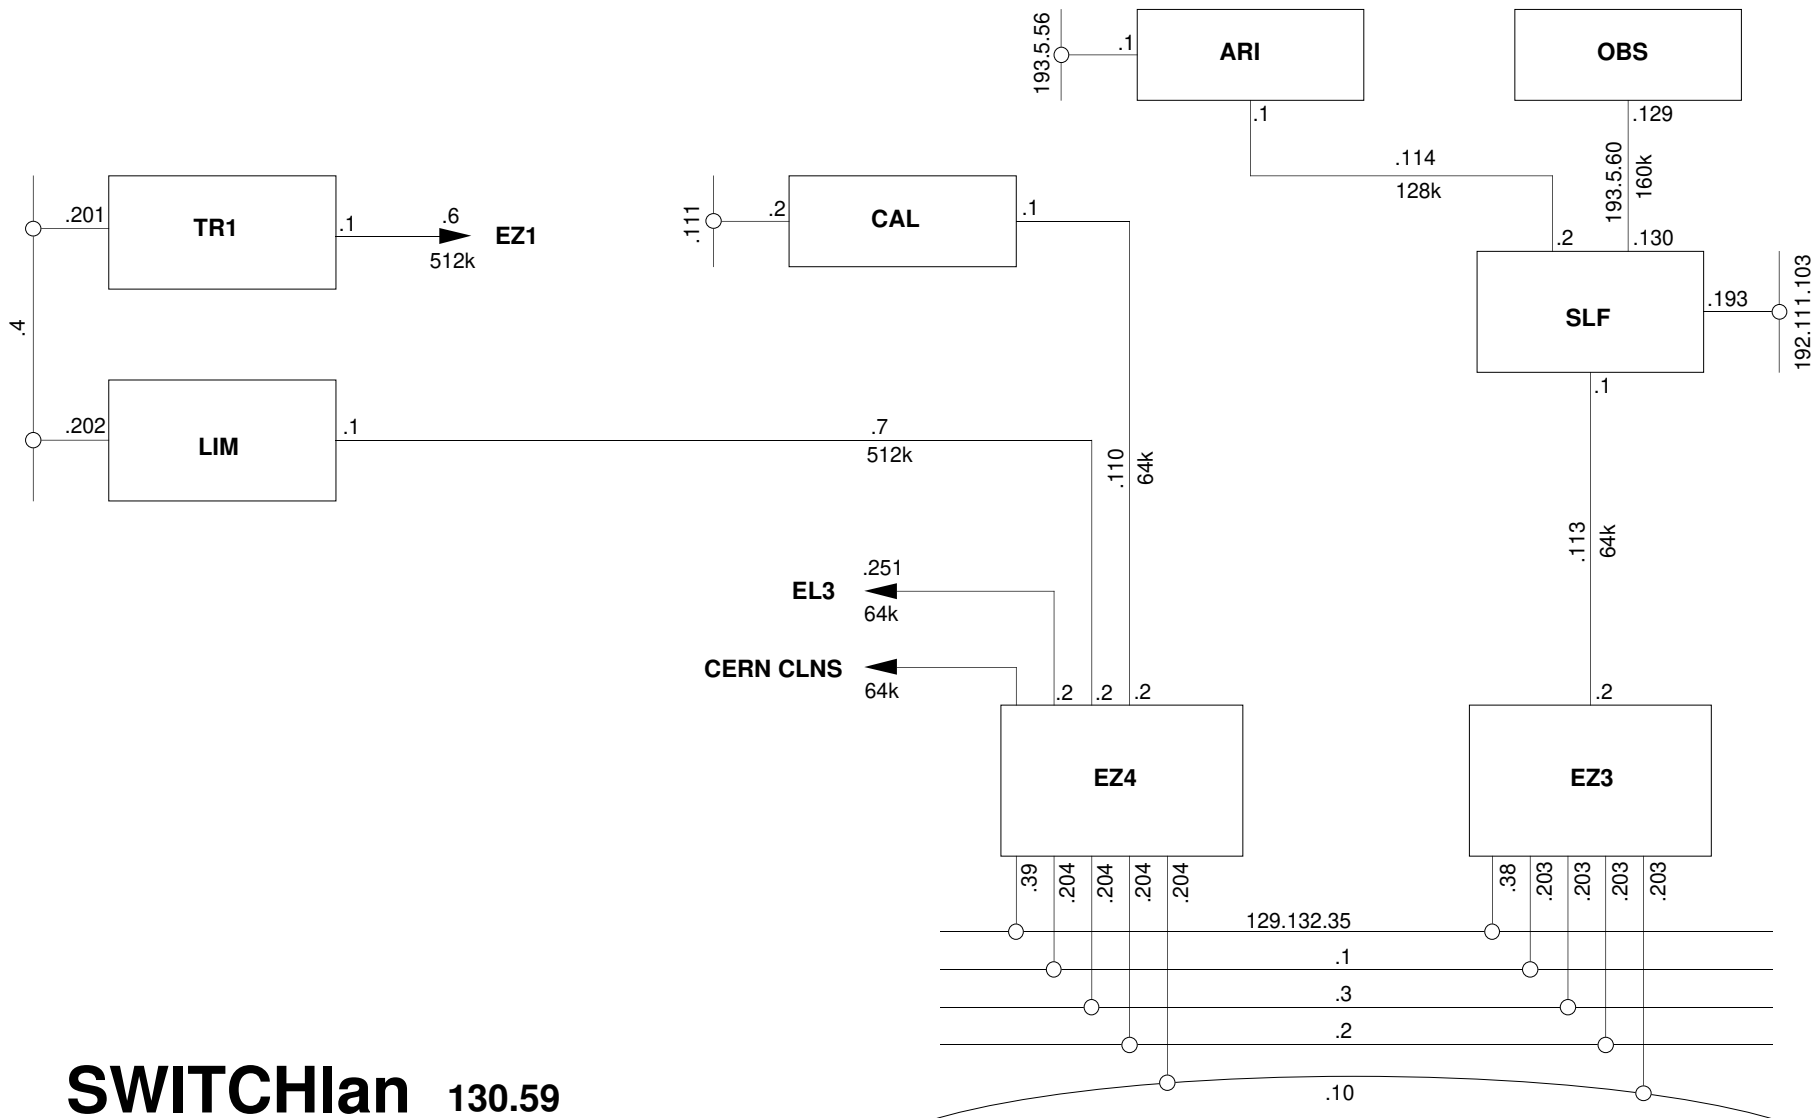 193.5.56
.1
ARI
OBS
.1
.129
.114
128k
193.5.60
160k
.201
TR1
.1
.6
512k
EZ1
.111
.2
CAL
.1
.2
.130
.4
SLF
.193
192.111.103
.202
LIM
.1
.7
512k
.1
.110
64k
.113
64k
EL3
.251
64k
CERN CLNS
64k
.2
.2
.2
.2
EZ4
EZ3
.39
.204
.204
.204
.204
.38
.203
.203
.203
.203
129.132.35
.1
.3
.2
.10
SWITCHlan 130.59